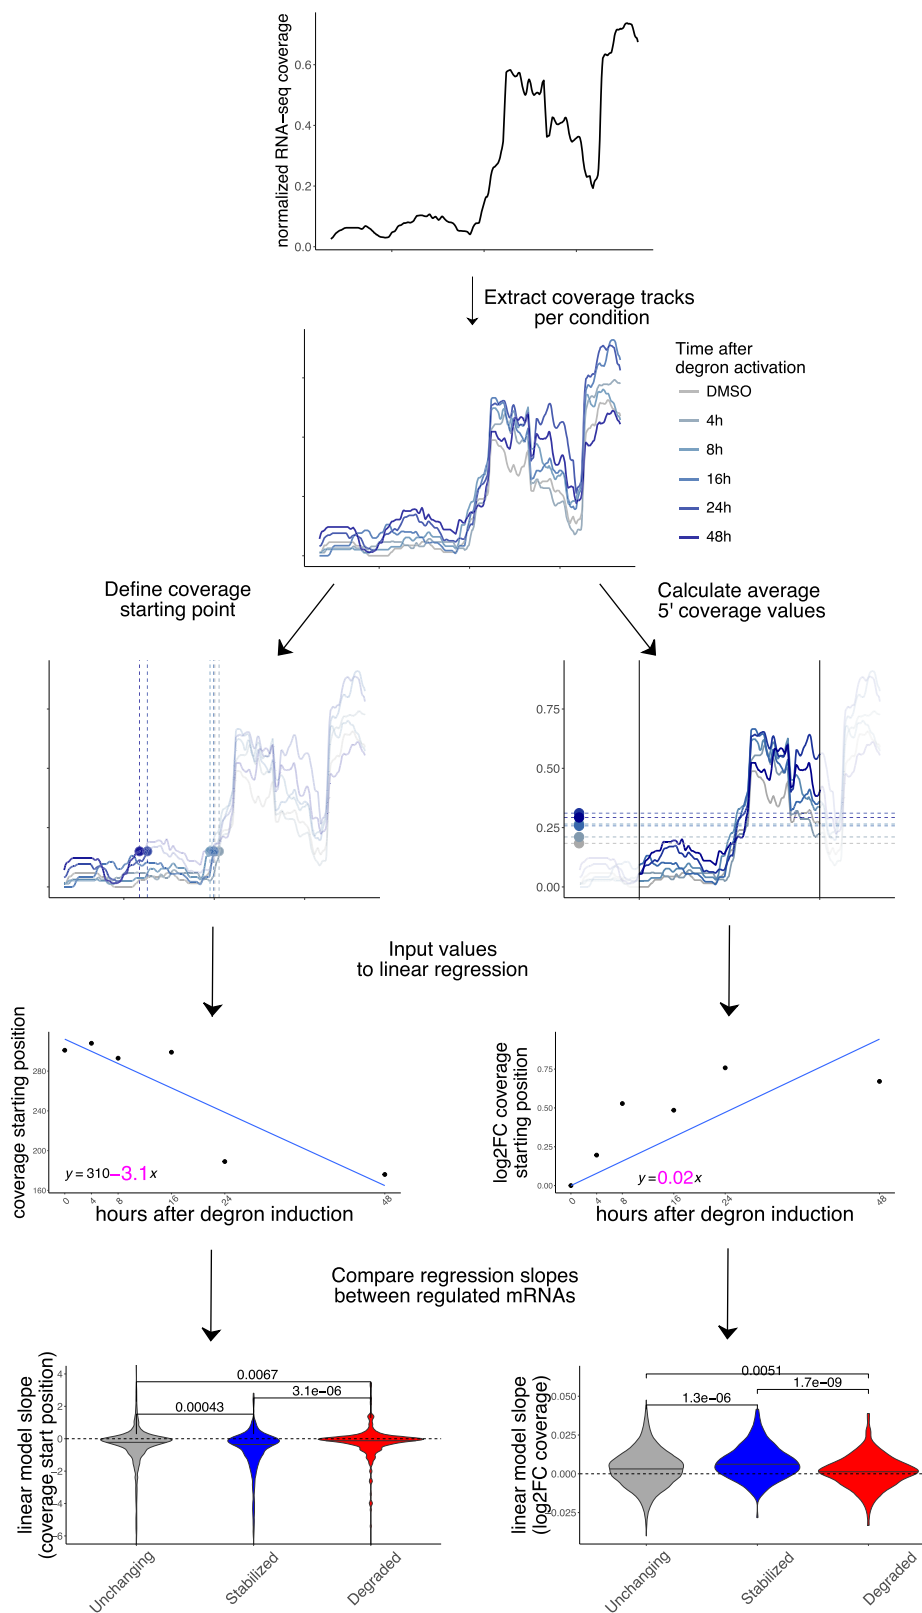 normalized RNA−seq coverage
0.6
0.4
0.2
0.0
Extract coverage tracks
per condition
Time after
degron activation
DMSO
4h
8h
16h
24h
48h
Define coverage
starting point
Calculate average
5' coverage values
0.75
0.50
0.25
0.00
Input values
to linear regression
coverage starting position
280
240
200
160
y = 310−3.1x
0
4
8
16
24
48
hours after degron induction
log2FC coverage
starting position
0.75
0.50
0.25
0.00
y =0.02x
0
4
8
16
24
48
hours after degron induction
Compare regression slopes
between regulated mRNAs
linear model slope
(coverage start position)
4
2
0
−2
−4
−6
0.0067
3.1e−06
0.00043
Unchanging
Stabilized
Degraded
linear model slope
(log2FC coverage)
0.050
0.025
0.000
−0.025
0.0051
1.7e−09
1.3e−06
Unchanging
Stabilized
Degraded